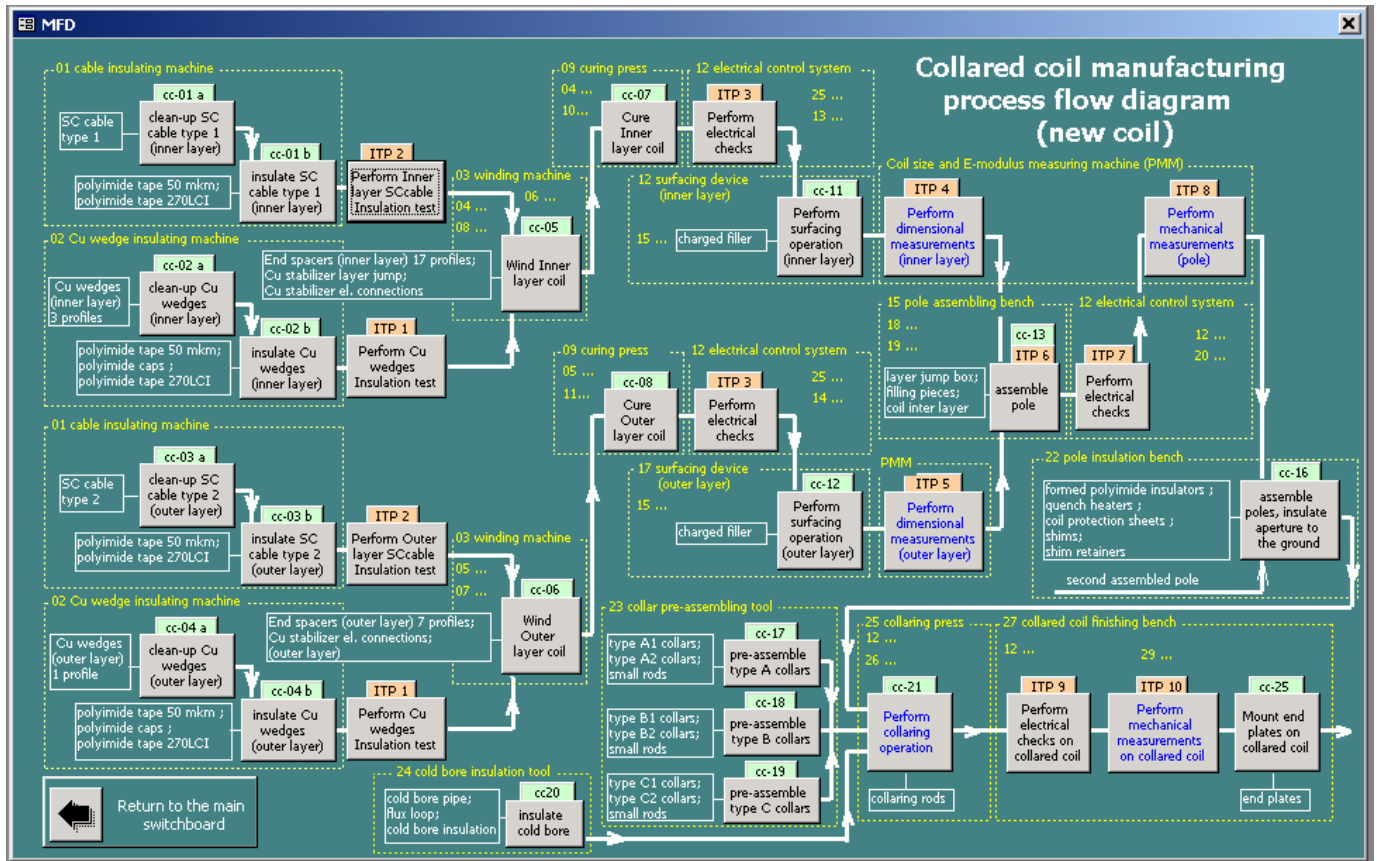 MFD
Collared coil manufacturing
process flow diagram
(new coil)
01 cable insulating machine
SC cable
type 1
cc-01 a
clean-up SC
cable type 1
(inner layer)
polyimide tape 50 mkm;
polyimide tape 270LCI
cc-01 b
insulate SC
cable type 1
(inner layer)
ITP 2
Perform Inner
layer SCcable
Insulation test
02 Cu wedge insulating machine
Cu wedges
(inner layer)
3 profiles
cc-02 a
clean-up Cu
wedges
(inner layer)
polyimide tape 50 mkm;
polyimide caps ;
polyimide tape 270LCI
cc-02 b
insulate Cu
wedges
(inner layer)
ITP 1
Perform Cu
wedges
Insulation test
03 winding machine
04 ...
08 ...
06 ...
End spacers (inner layer) 17 profiles;
Cu stabilizer layer jump;
Cu stabilizer el. connections
cc-05
Wind Inner
layer coil
09 curing press
04 ...
10...
cc-07
Cure
Inner
layer coil
12 electrical control system
ITP 3
Perform
electrical
checks
25 ...
13 ...
12 surfacing device
(inner layer)
15 ...
charged filler
cc-11
Perform
surfacing
operation
(inner layer)
Coil size and E-modulus measuring machine (PMM)
ITP 4
Perform
dimensional
measurements
(inner layer)
ITP 8
Perform
mechanical
measurements
(pole)
15 pole assembling bench
18 ...
19 ...
layer jump box;
filling pieces;
coil inter layer
cc-13
ITP 6
assemble
pole
12 electrical control system
ITP 7
Perform
electrical
checks
12 ...
20 ...
01 cable insulating machine
SC cable
type 2
cc-03 a
clean-up SC
cable type 2
(outer layer)
polyimide tape 50 mkm;
polyimide tape 270LCI
cc-03 b
insulate SC
cable type 2
(outer layer)
ITP 2
Perform Outer
layer SCcable
Insulation test
02 Cu wedge insulating machine
Cu wedges
(outer layer)
1 profile
cc-04 a
clean-up Cu
wedges
(outer layer)
polyimide tape 50 mkm ;
polyimide caps ;
polyimide tape 270LCI
cc-04 b
insulate Cu
wedges
(outer layer)
ITP 1
Perform Cu
wedges
Insulation test
03 winding machine
05 ...
07 ...
End spacers (outer layer) 7 profiles;
Cu stabilizer el. connections;
(outer layer)
cc-06
Wind
Outer
layer coil
09 curing press
05 ...
11...
cc-08
Cure
Outer
layer coil
12 electrical control system
ITP 3
Perform
electrical
checks
25 ...
14 ...
17 surfacing device
(outer layer)
15 ...
charged filler
cc-12
Perform
surfacing
operation
(outer layer)
PMM
ITP 5
Perform
dimensional
measurements
(outer layer)
22 pole insulation bench
formed polyimide insulators ;
quench heaters ;
coil protection sheets ;
shims;
shim retainers
cc-16
assemble
poles, insulate
aperture to
the ground
second assembled pole
23 collar pre-assembling tool
type A1 collars;
type A2 collars;
small rods
cc-17
pre-assemble
type A collars
type B1 collars;
type B2 collars;
small rods
cc-18
pre-assemble
type B collars
type C1 collars;
type C2 collars;
small rods
cc-19
pre-assemble
type C collars
24 cold bore insulation tool
cold bore pipe;
flux loop;
cold bore insulation
cc20
insulate
cold bore
25 collaring press
12 ...
26 ...
cc-21
Perform
collaring
operation
collaring rods
27 collared coil finishing bench
12 ...
29 ...
ITP 9
Perform
electrical
checks on
collared coil
ITP 10
Perform
mechanical
measurements
on collared coil
cc-25
Mount end
plates on
collared coil
end plates
Return to the main
switchboard